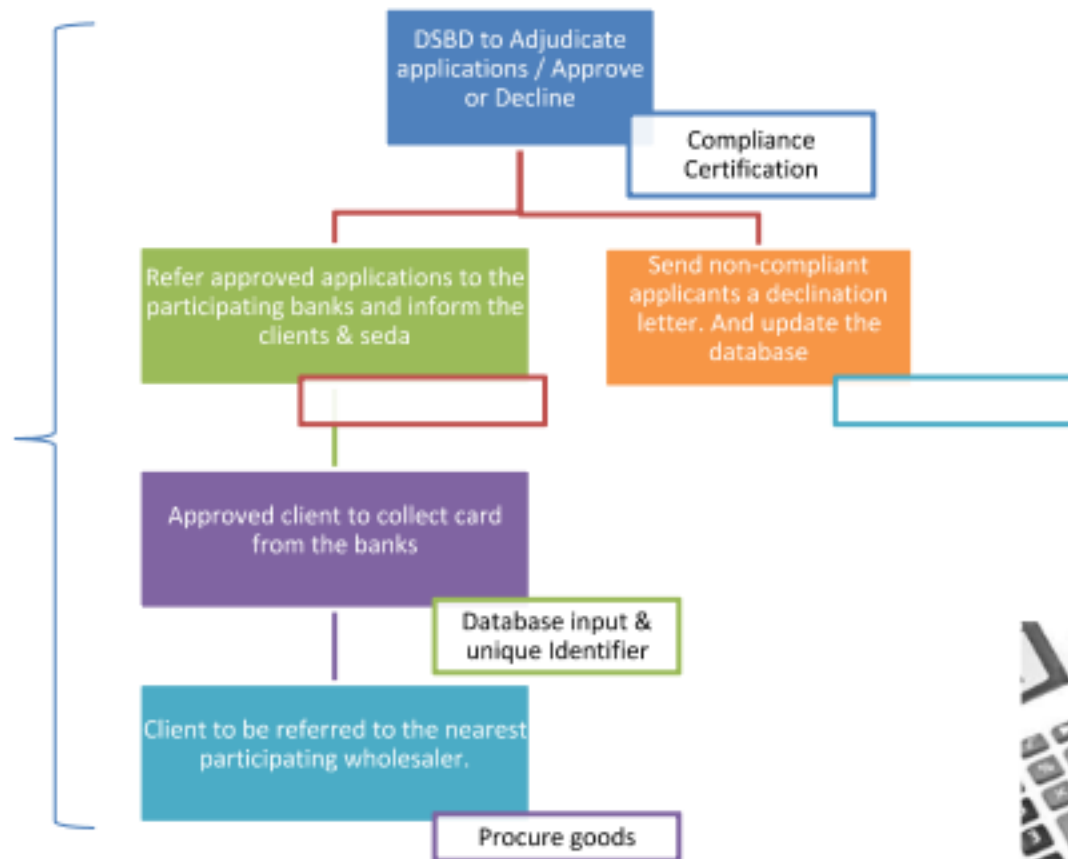 DSBD to Adjudicate
applications / Approve
or Decline
Compliance
Certification
Refer approved applications to the
participating banks and inform the
clients & seda
Send non-compliant
applicants a declination
letter. And update the
database
Approved client to collect card
from the banks
Database input &
unique Identifier
Client to be referred to the nearest
participating wholesaler.
Procure goods